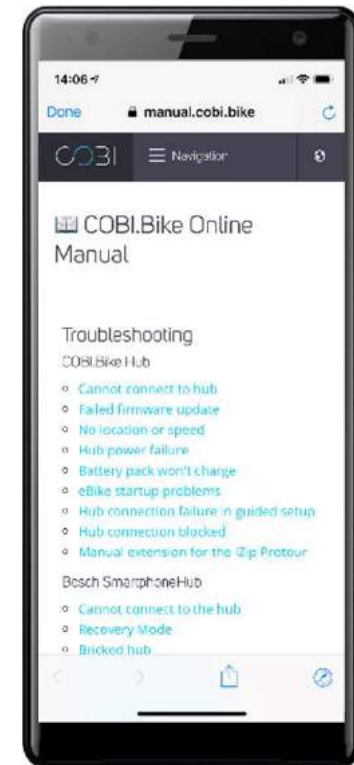 14:06
Done manual.cobi.bike
COBI Navigation
COBI.Bike Online
Manual
Troubleshooting
COBI.Bike Hub
Cannot connect to hub
Failed firmware update
No location or speed
Hub power failure
Battery pack won't charge
eBike startup problems
Hub connection failure in guided setup
Hub connection blocked
Manual extension for the iZip Protour
Bosch SmartphoneHub
Cannot connect to the hub
Recovery Mode
Bricked hub